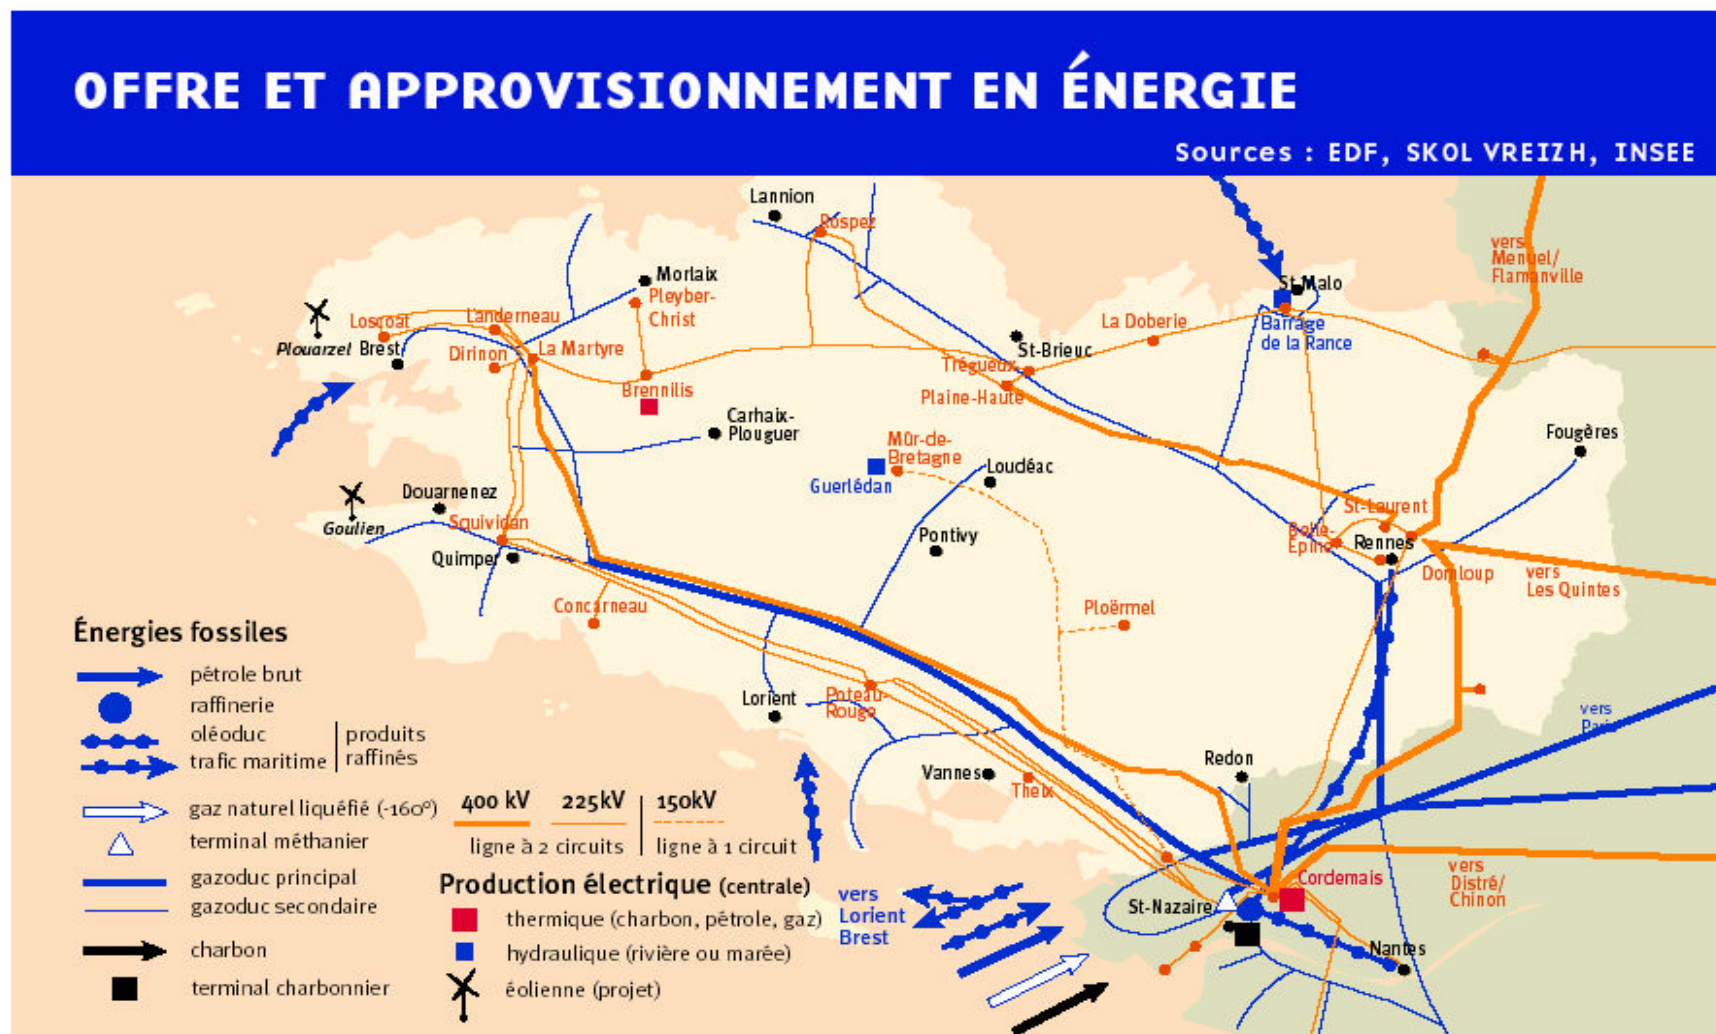 OFFRE ET APPROVISIONNEMENT EN ÉNERGIE
Sources : EDF, SKOL VREIZH, INSEE
Lannion
Rospez
vers
Menuel/
Flamanville
Morlaix
Pleyber-
Christ
St-Malo
Barrage
de la Rance
Loscoat
Landerneau
La Doberie
Plouarzel
Brest
Dirinon
La Martyre
St-Brieuc
Trégueux
Plaine-Haute
Brennilis
Carhaix-
Plouguer
Mûr-de-
Bretagne
Guerlédan
Loudéac
Fougères
Douarnenez
Goulien
Squividan
Quimper
Pontivy
St-Laurent
Belle-
Epine
Rennes
Domloup
vers
Les Quintes
Concarneau
Ploërmel
Lorient
Poteau-
Rouge
vers
Paris
Vannes
Theix
Redon
Cordemais
vers
Distré/
Chinon
St-Nazaire
Nantes
vers
Lorient
Brest
Énergies fossiles
pétrole brut
raffinerie
oléoduc
trafic maritime
produits
raffinés
gaz naturel liquéfié (-160°)
terminal méthanier
gazoduc principal
gazoduc secondaire
charbon
terminal charbonnier
400 kV 225kV 150kV
ligne à 2 circuits ligne à 1 circuit
Production électrique (centrale)
thermique (charbon, pétrole, gaz)
hydraulique (rivière ou marée)
éolienne (projet)